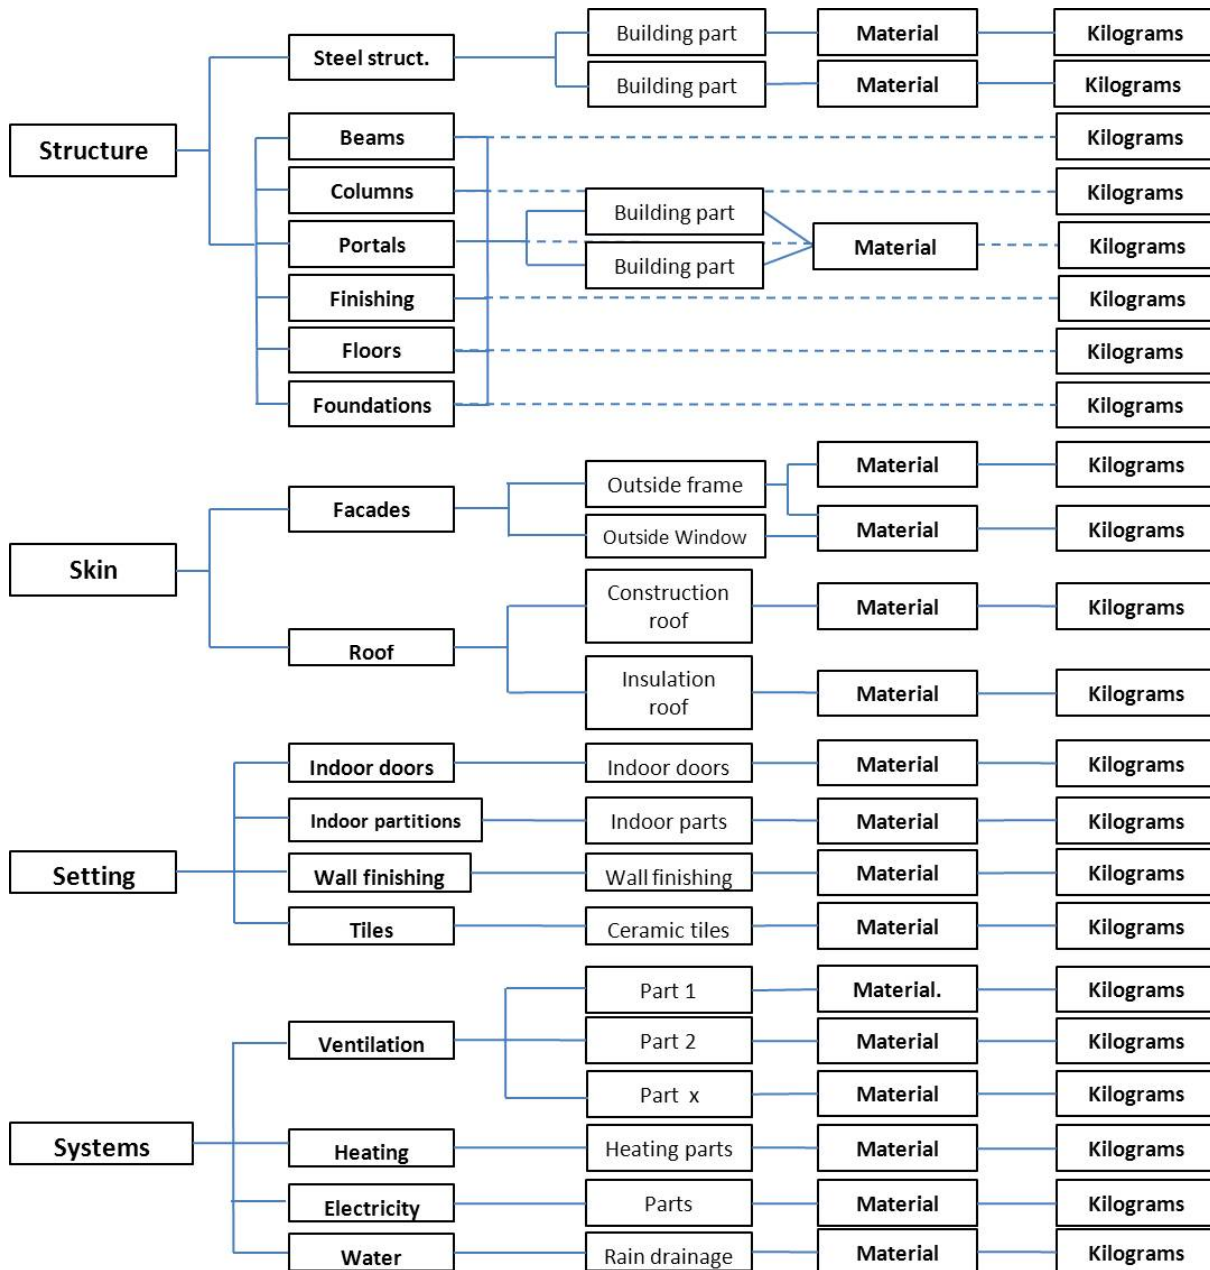 Building part Material Kilograms
Steel struct.
Building part Material Kilograms
Structure
Beams Kilograms
Columns Kilograms
Building part
Portals Material Kilograms
Building part
Finishing Kilograms
Floors Kilograms
Foundations Kilograms
Material Kilograms
Outside frame
Facades
Outside Window Material Kilograms
Skin
Construction
roof
Material Kilograms
Roof
Insulation
roof
Material Kilograms
Indoor doors Indoor doors Material Kilograms
Indoor partitions Indoor parts Material Kilograms
Setting
Wall finishing Wall finishing Material Kilograms
Tiles Ceramic tiles Material Kilograms
Part 1 Material. Kilograms
Ventilation Part 2 Material Kilograms
Part x Material Kilograms
Systems
Heating Heating parts Material Kilograms
Electricity Parts Material Kilograms
Water Rain drainage Material Kilograms